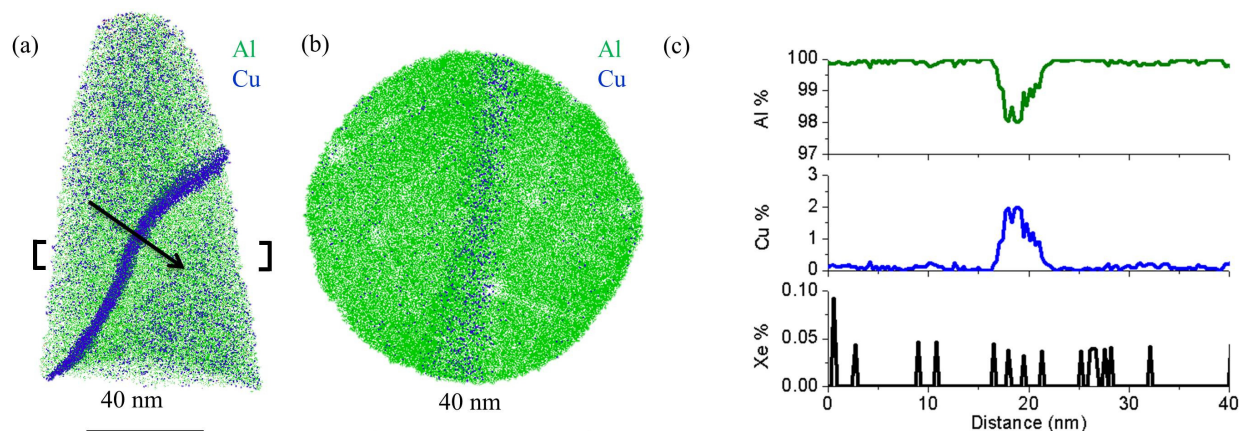 (a)
Al
Cu
40 nm
(b)
Al
Cu
40 nm
(c)
Al %
100
99
98
97
Cu %
3
2
1
0
Xe %
0.10
0.05
0.00
0 10 20 30 40
Distance (nm)